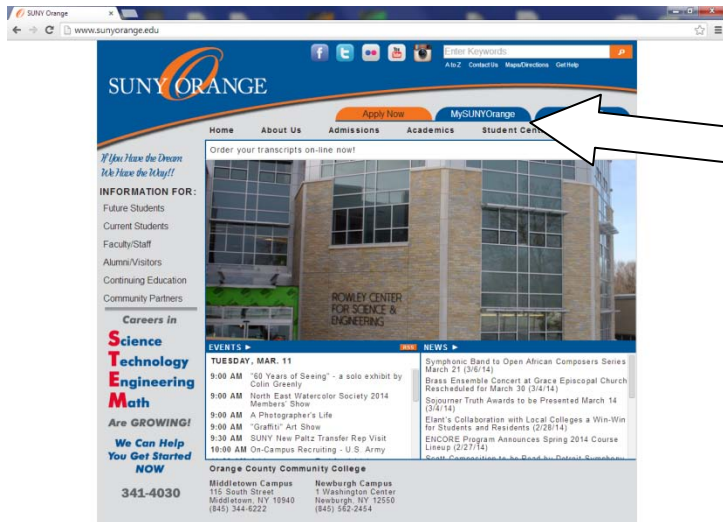 SUNY Orange
www.sunyorange.edu
SUNY ORANGE
Enter Keywords
A to Z Contact Us Maps/Directions Get Help
Apply Now MySUNYOrange
Home About Us Admissions Academics Student
Order your transcripts on-line now!
If You Have the Dream
We Have the Way!!
INFORMATION FOR:
Future Students
Current Students
Faculty/Staff
Alumni/Visitors
Continuing Education
Community Partners
Careers in
Science
Technology
Engineering
Math
Are GROWING!
We Can Help
You Get Started
NOW
341-4030
ROWLEY CENTER
FOR SCIENCE &
ENGINEERING
EVENTS RSS
TUESDAY, MAR. 11
9:00 AM "60 Years of Seeing" - a solo exhibit by
Colin Greenly
9:00 AM North East Watercolor Society 2014
Members' Show
9:00 AM A Photographer's Life
9:00 AM "Graffiti" Art Show
9:30 AM SUNY New Paltz Transfer Rep Visit
10:00 AM On-Campus Recruiting - U.S. Army
NEWS
Symphonic Band to Open African Composers Series
March 21 (3/6/14)
Brass Ensemble Concert at Grace Episcopal Church
Rescheduled for March 30 (3/4/14)
Sojourner Truth Awards to be Presented March 14
(3/4/14)
Elant's Collaboration with Local Colleges a Win-Win
for Students and Residents (2/28/14)
ENCORE Program Announces Spring 2014 Course
Lineup (2/27/14)
Scott Composition to be Read by Detroit Symphony
Orange County Community College
Middletown Campus
115 South Street
Middletown, NY 10940
(845) 344-6222
Newburgh Campus
1 Washington Center
Newburgh, NY 12550
(845) 562-2454